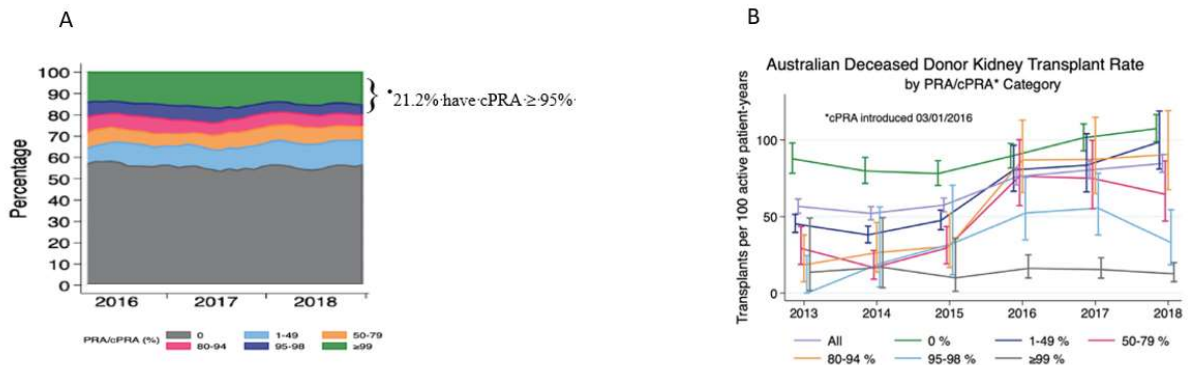 A
100
90
80
70
60
50
40
30
20
10
0
Percentage
2016 2017 2018
*21.2% have cPRA ≥ 95%
PRA/cPRA (%)
0 1-49 50-79
80-94 95-98 ≥99
B
Australian Deceased Donor Kidney Transplant Rate
by PRA/cPRA* Category
*cPRA introduced 03/01/2016
Transplants per 100 active patient-years
100
50
0
2013 2014 2015 2016 2017 2018
All 0 % 1-49 % 50-79 %
80-94 % 95-98 % ≥99 %